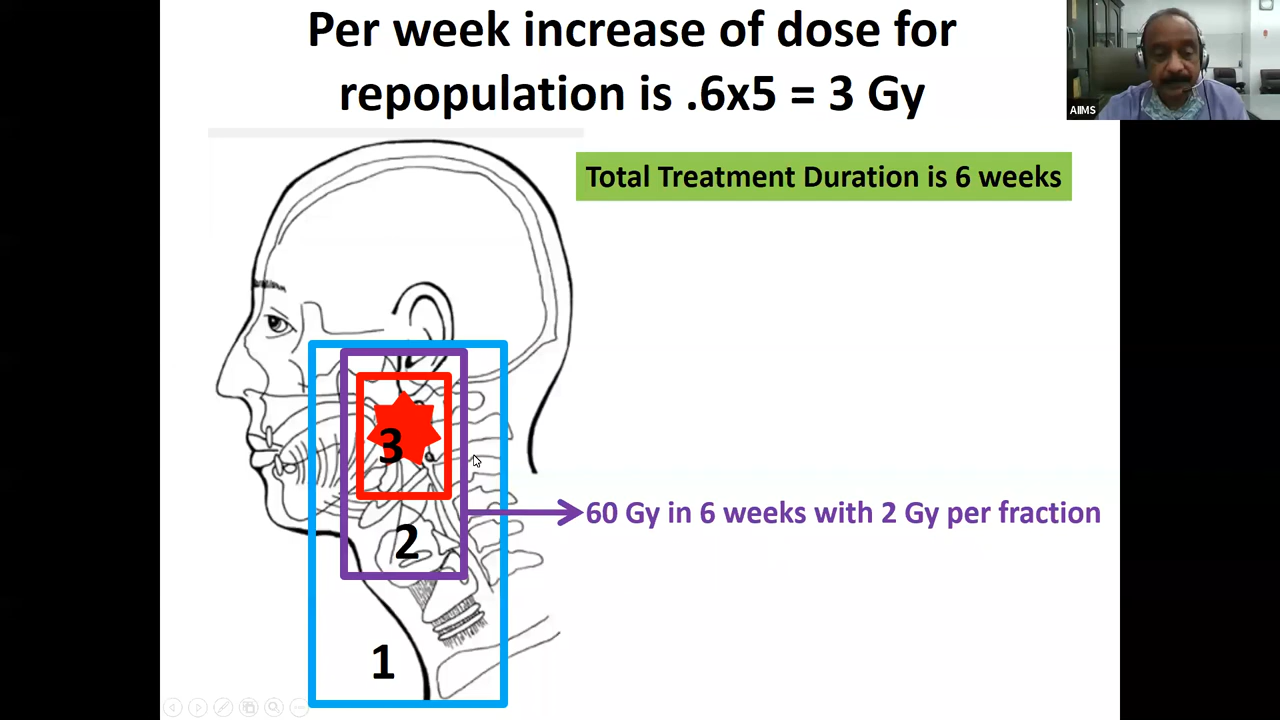 Per week increase of dose for
repopulation is .6x5 = 3 Gy
AIIMS
Total Treatment Duration is 6 weeks
3
60 Gy in 6 weeks with 2 Gy per fraction
2
1